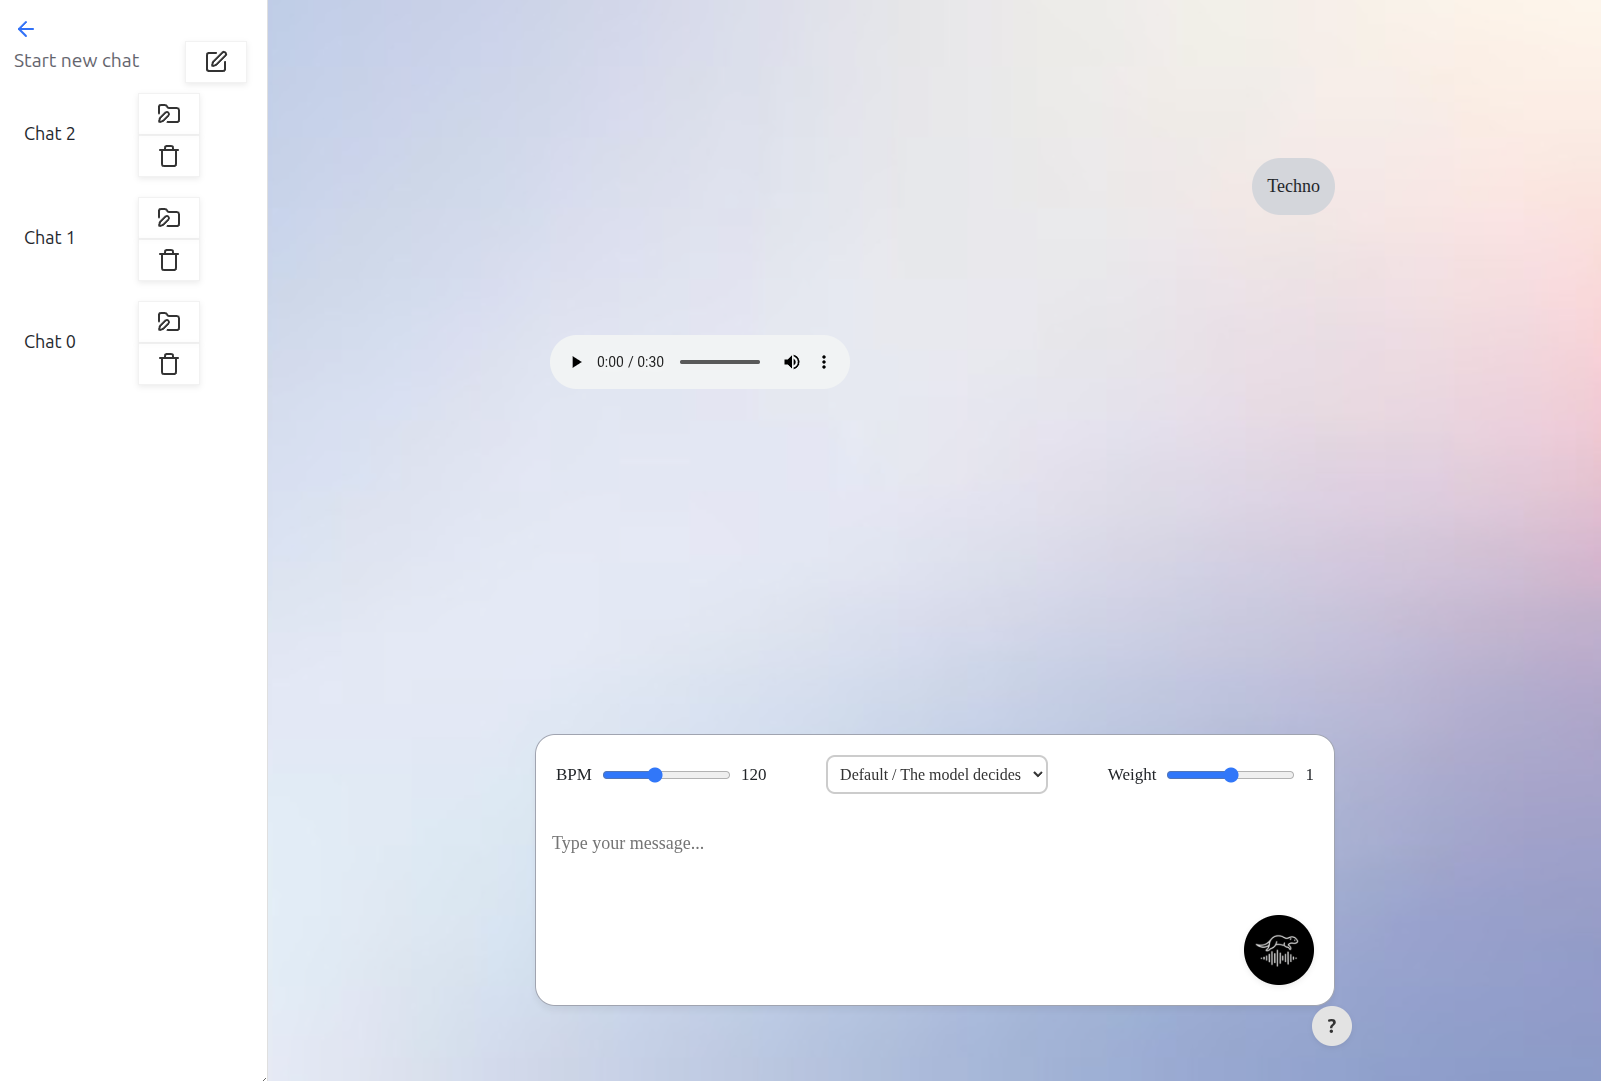 Start new chat
Chat 2
Chat 1
Chat 0
Techno
0:00 / 0:30
BPM 120 Default / The model decides Weight 1
Type your message...
?